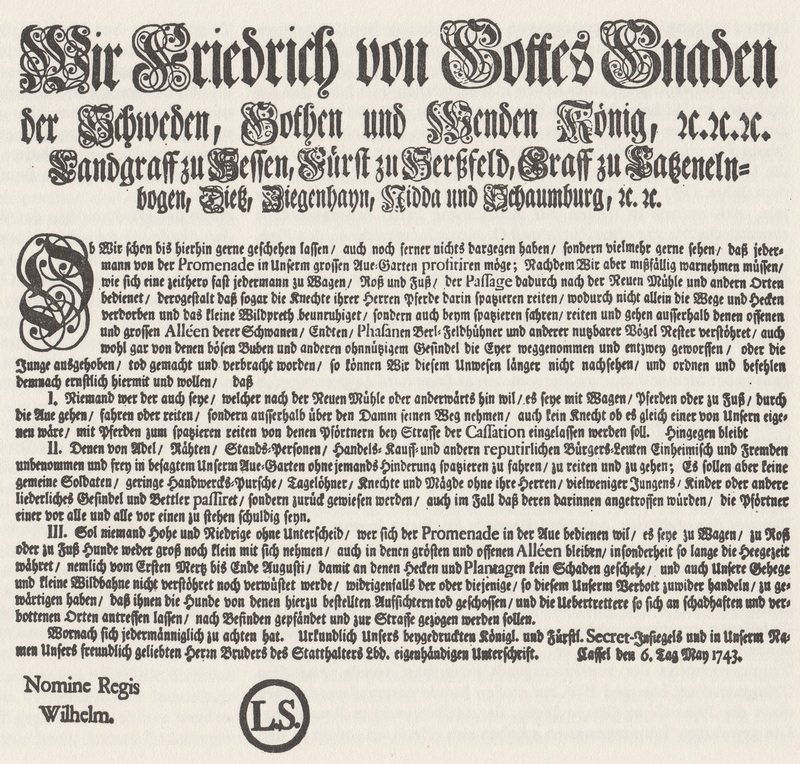 Wir Friedrich von Gottes Gnaden
der Schweden, Gothen und Wenden König, ꝛc.ꝛc.ꝛc.
Landgraff zu Hessen, Fürst zu Herßfeld, Graff zu Catzeneln=
bogen, Dietz, Ziegenhayn, Nidda und Schaumburg, ꝛc. ꝛc.
Ob Wir schon bis hierhin gerne geschehen lassen / auch noch ferner nichts dargegen haben / sondern vielmehr gerne sehen / daß jeder=
mann von der Promenade in Unserm grossen Aue-Garten profitiren möge; Nachdem Wir aber mißfällig warnehmen müssen /
wie sich eine zeithero fast jedermann zu Wagen / Roß und Fuß / der Passage dadurch nach der Neuen Mühle und andern Orten
bedienet / derogestalt daß sogar die Knechte ihrer Herren Pferde darin spatzieren reiten / wodurch nicht allein die Wege und Hecken
verdorben und das kleine Wildpreth beunruhiget / sondern auch beym spatzieren fahren / reiten und gehen ausserhalb denen offenen
und grossen Alléen derer Schwanen / Endten / Phasanen Berl-Feldhühner und anderer nutzbarer Vögel Nester verstöhret / auch
wohl gar von denen bösen Buben und anderen ohnnützigem Gesindel die Eyer weggenommen und entzwey geworffen / oder die
Junge ausgehoben / tod gemacht und verbracht worden / so können Wir diesem Unwesen länger nicht nachsehen / und ordnen und befehlen
demnach ernstlich hiermit und wollen / daß
I. Niemand wer der auch seye / welcher nach der Neuen Mühle oder anderwärts hin wil / es seye mit Wagen / Pferden oder zu Fuß / durch
die Aue gehen / fahren oder reiten / sondern ausserhalb über den Damm seinen Weg nehmen / auch kein Knecht ob es gleich einer von Unsern eige=
nen wäre / mit Pferden zum spatzieren reiten von denen Pförtnern bey Straffe der Cassation eingelassen werden soll. Hingegen bleibt
II. Denen von Adel / Rähten / Stands-Personen / Handels- Kauff- und andern reputirlichen Bürgers-Leuten Einheimisch und Fremden
unbenommen und frey in besagtem Unserm Aue-Garten ohne jemands Hinderung spatzieren zu fahren / zu reiten und zu gehen; Es sollen aber keine
gemeine Soldaten / geringe Handwercks-Pursche / Tagelöhner / Knechte und Mägde ohne ihre Herren / vielweniger Jungens / Kinder oder andere
liederliches Gesindel und Bettler passiret / sondern zurück gewiesen werden / auch im Fall daß deren darinnen angetroffen würden / die Pförtner
einer vor alle und alle vor einen zu stehen schuldig seyn.
III. Sol niemand Hohe und Niedrige ohne Unterscheid / wer sich der Promenade in der Aue bedienen wil / es seye zu Wagen / zu Roß
oder zu Fuß Hunde weder groß noch klein mit sich nehmen / auch in denen grösten und offenen Alléen bleiben / insonderheit so lange die Heegezeit
währet / nemlich vom Ersten Mertz bis Ende Augusti / damit an denen Hecken und Plantagen kein Schaden geschehe / und auch Unsere Gehege
und kleine Wildbahne nicht verstöhret noch verwüstet werde / widrigenfalls der oder diejenige / so diesem Unserm Verbott zuwider handeln / zu ge=
wärtigen haben / daß ihnen die Hunde von denen hierzu bestellten Aufsichtern tod geschossen / und die Uebertrettere so sich an schadhaften und ver=
bottenen Orten antreffen lassen / nach Befinden gepfändet und zur Straffe gezogen werden sollen.
Wornach sich jedermänniglich zu achten hat. Urkundlich Unsers beygedruckten Königl. und Fürstl. Secret-Insiegels und in Unserm Na=
men Unsers freundlich geliebten Herrn Bruders des Statthalters Lbd. eigenhändigen Unterschrift. Cassel den 6. Tag May 1743.
Nomine Regis
Wilhelm.
L.S.